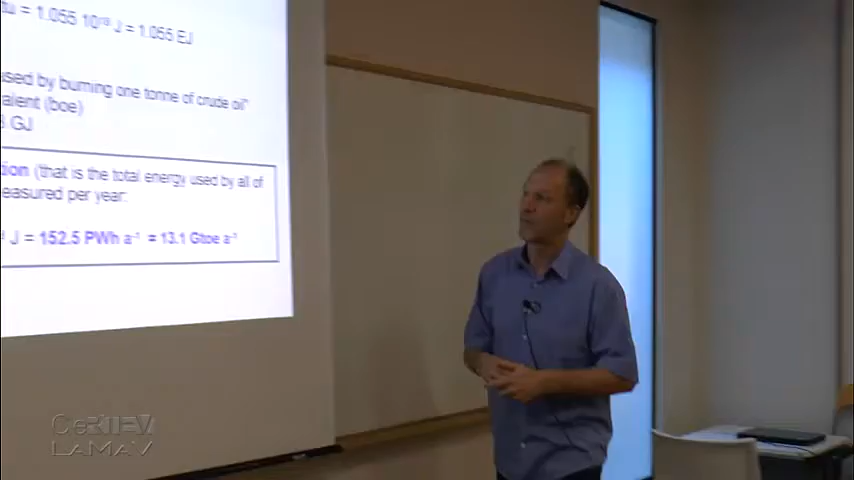 tu = 1.055 10¹⁸ J = 1.055 EJ
ased by burning one tonne of crude oil"
alent (boe)
GJ
tion (that is the total energy used by all of
easured per year:
J = 152.5 PWh a⁻¹ = 13.1 Gtoe a⁻¹
CeRTEV
LAMAV